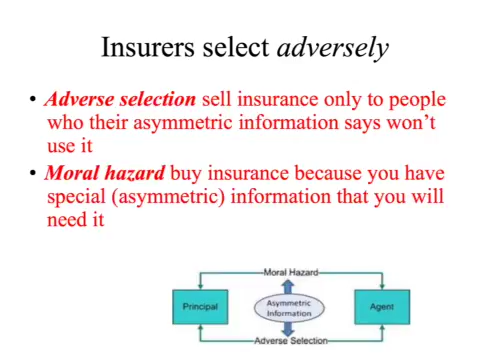 Insurers select adversely
• Adverse selection sell insurance only to people
who their asymmetric information says won't
use it
• Moral hazard buy insurance because you have
special (asymmetric) information that you will
need it
Moral Hazard
Principal
Asymmetric
Information
Agent
Adverse Selection